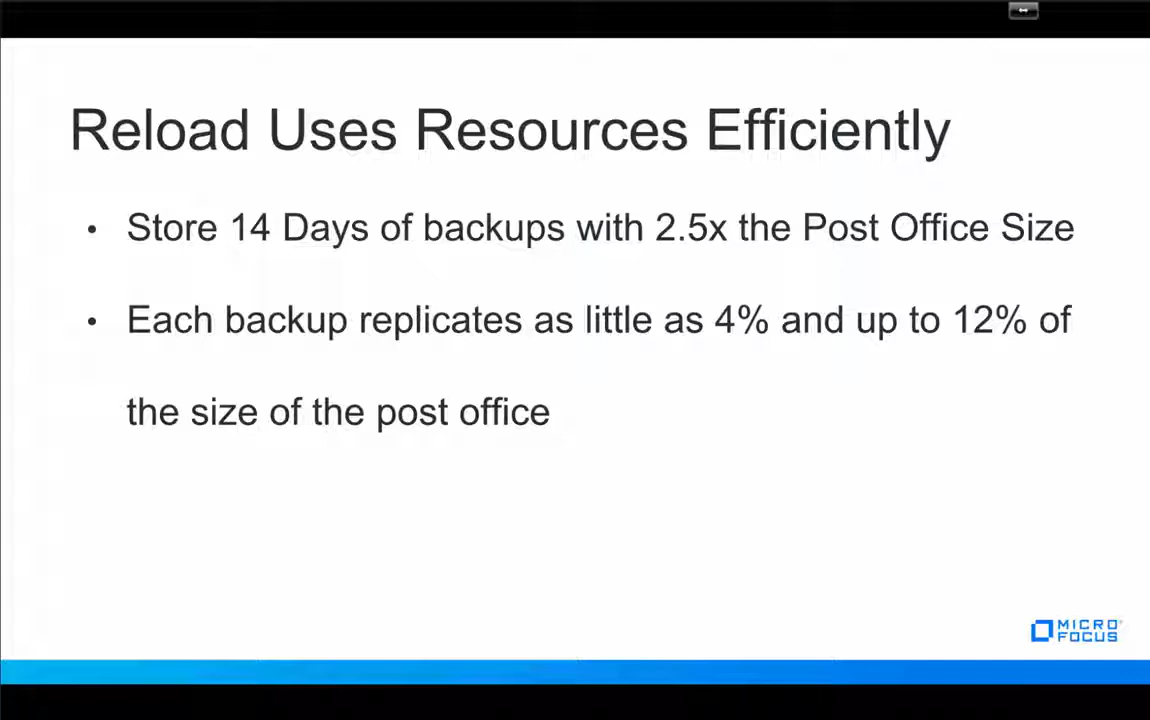 Reload Uses Resources Efficiently
• Store 14 Days of backups with 2.5x the Post Office Size
• Each backup replicates as little as 4% and up to 12% of
the size of the post office
MICRO
FOCUS